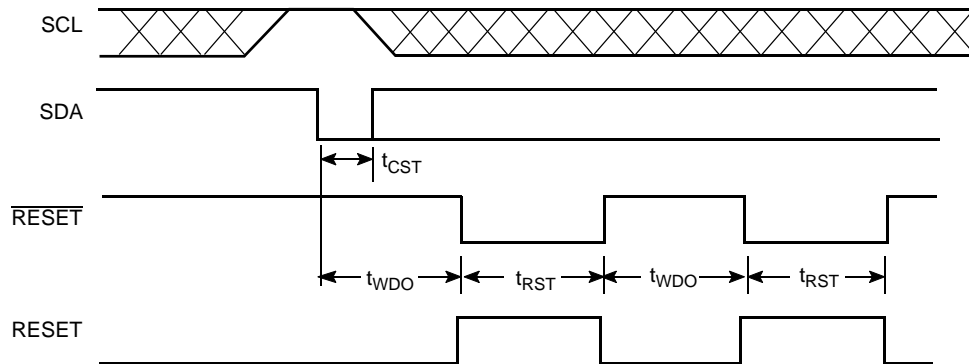 SCL
SDA
tCST
RESET
tWDO tRST tWDO tRST
RESET